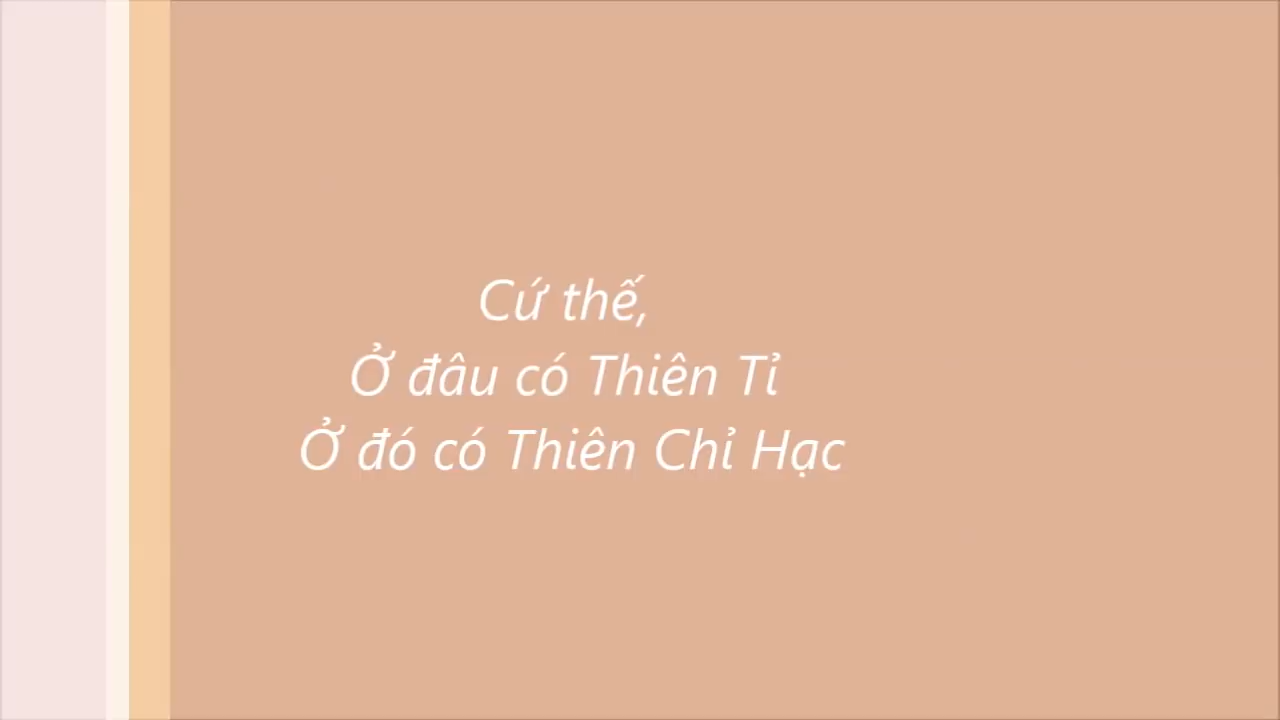 Cứ thế,
Ở đâu có Thiên Tỉ
Ở đó có Thiên Chỉ Hạc